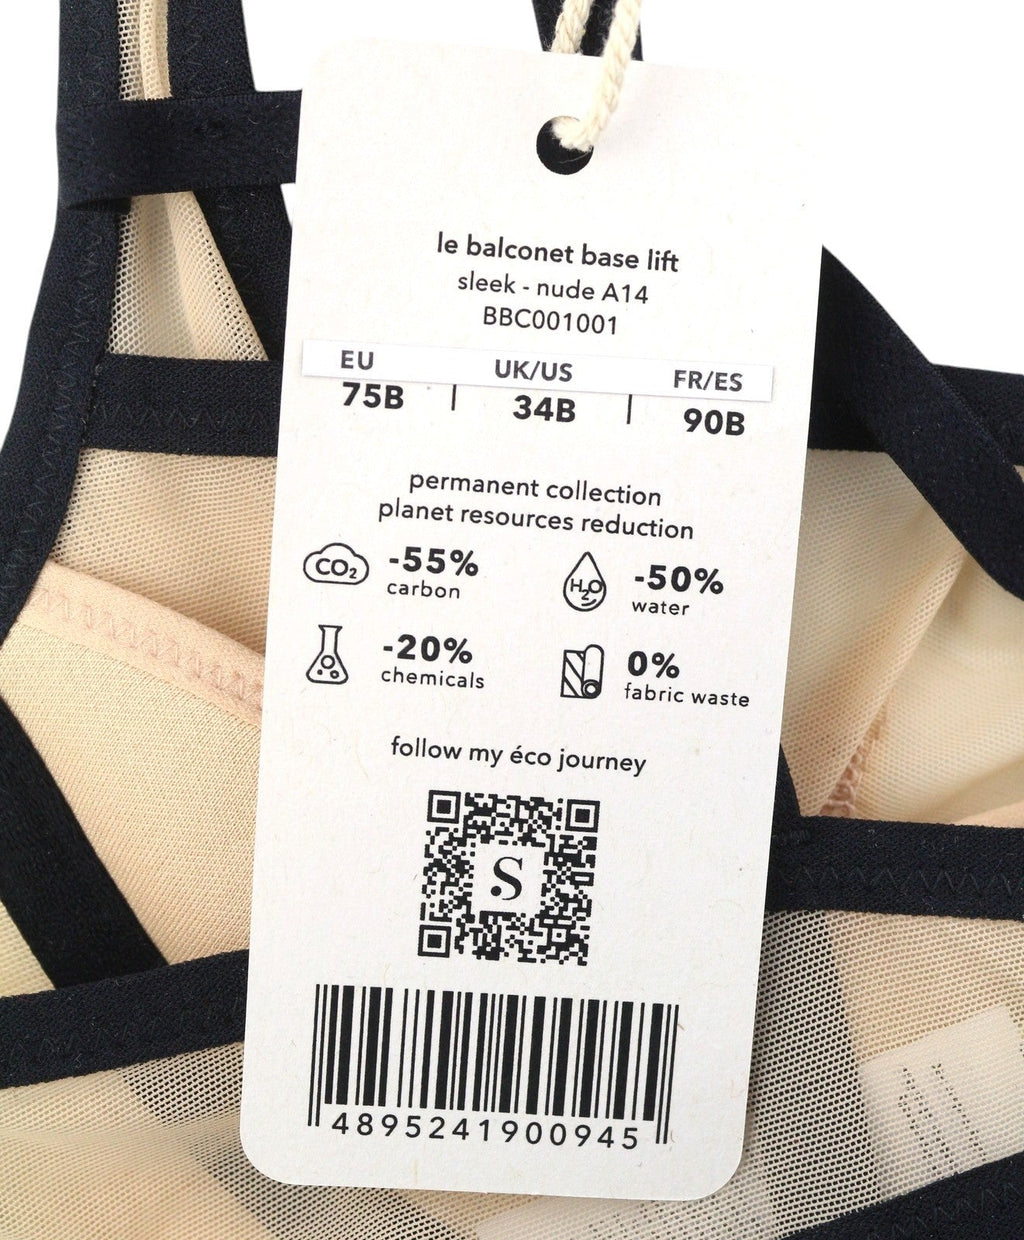 le balconet base lift
sleek - nude A14
BBC001001
EU UK/US FR/ES
75B | 34B | 90B
permanent collection
planet resources reduction
CO₂ -55% carbon
H₂O -50% water
-20% chemicals
0% fabric waste
follow my éco journey
S
4895241900945